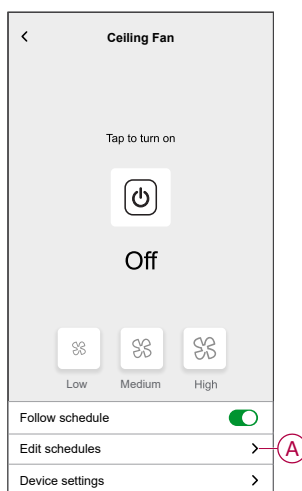 Ceiling Fan
Tap to turn on
Off
Low Medium High
Follow schedule
Edit schedules
A
Device settings